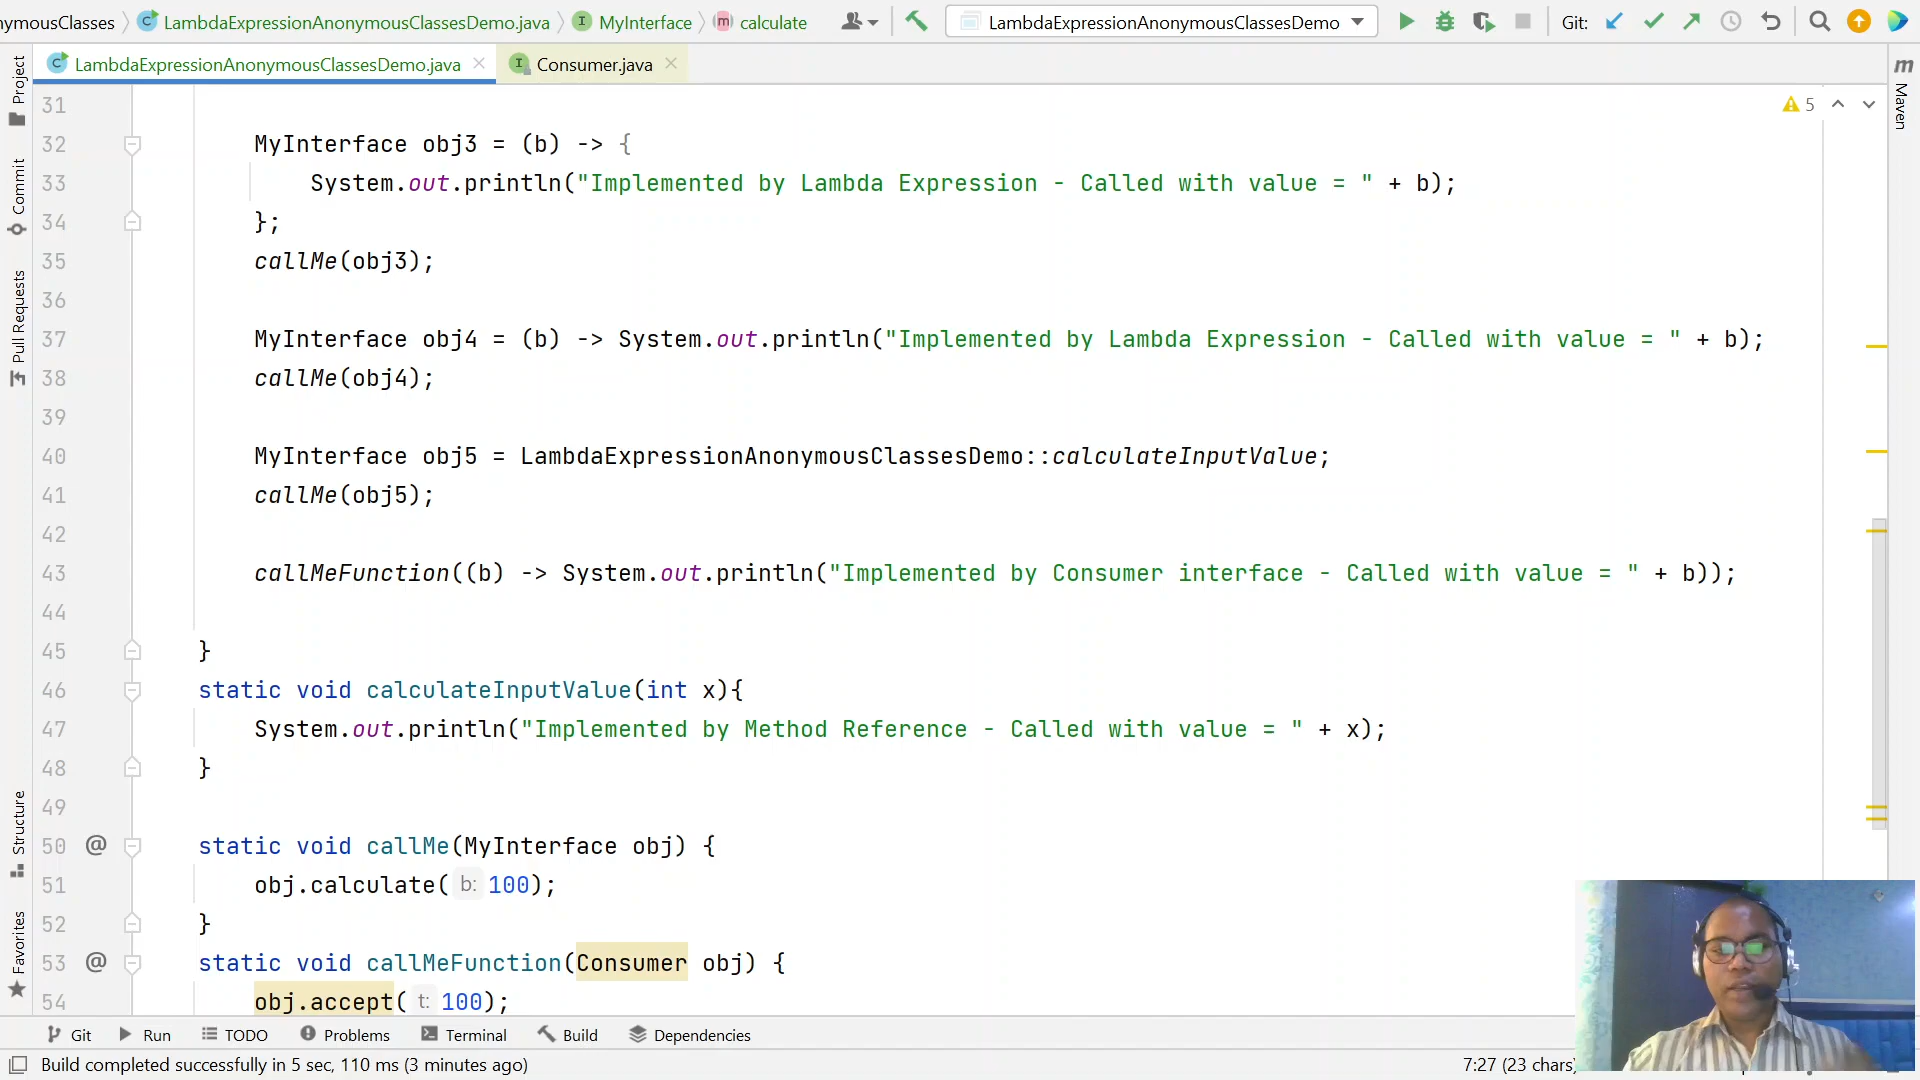 nymousClasses LambdaExpressionAnonymousClassesDemo.java MyInterface calculate LambdaExpressionAnonymousClassesDemo Git:
LambdaExpressionAnonymousClassesDemo.java Consumer.java
Project
Commit
Pull Requests
Structure
Favorites
Maven
5
31
32 MyInterface obj3 = (b) -> {
33 System.out.println("Implemented by Lambda Expression - Called with value = " + b);
34 };
35 callMe(obj3);
36
37 MyInterface obj4 = (b) -> System.out.println("Implemented by Lambda Expression - Called with value = " + b);
38 callMe(obj4);
39
40 MyInterface obj5 = LambdaExpressionAnonymousClassesDemo::calculateInputValue;
41 callMe(obj5);
42
43 callMeFunction((b) -> System.out.println("Implemented by Consumer interface - Called with value = " + b));
44
45 }
46 static void calculateInputValue(int x){
47 System.out.println("Implemented by Method Reference - Called with value = " + x);
48 }
49
50 @ static void callMe(MyInterface obj) {
51 obj.calculate( b: 100);
52 }
53 @ static void callMeFunction(Consumer obj) {
54 obj.accept( t: 100);
Git Run TODO Problems Terminal Build Dependencies
Build completed successfully in 5 sec, 110 ms (3 minutes ago) 7:27 (23 chars)